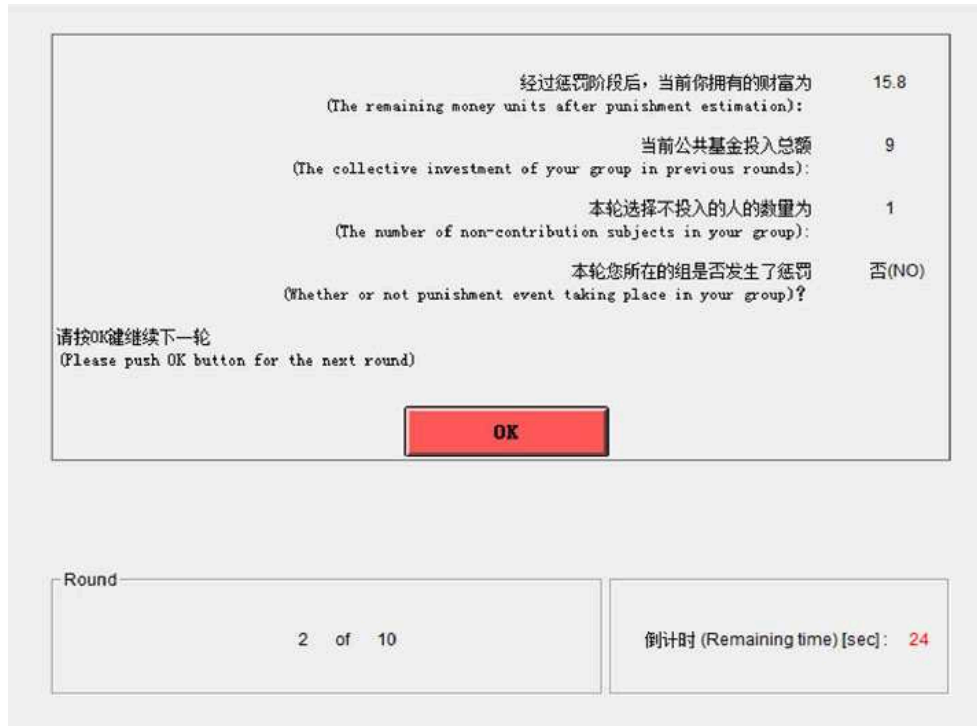 经过惩罚阶段后，当前你拥有的财富为 15.8
(The remaining money units after punishment estimation):
当前公共基金投入总额 9
(The collective investment of your group in previous rounds):
本轮选择不投入的人的数量为 1
(The number of non-contribution subjects in your group):
本轮您所在的组是否发生了惩罚 否(NO)
(Whether or not punishment event taking place in your group)?
请按OK键继续下一轮
(Please push OK button for the next round)
OK
Round
2 of 10
倒计时 (Remaining time) [sec]: 24